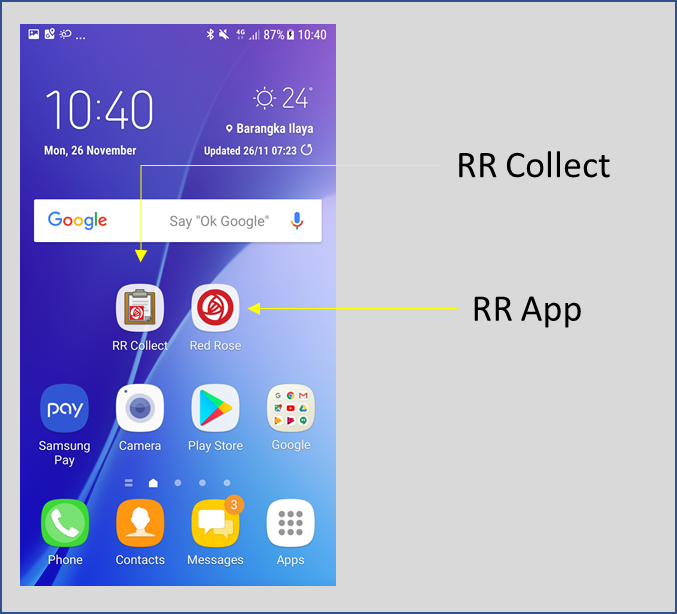 ... 4G 87% 10:40
10:40
24°
Barangka Ilaya
Mon, 26 November
Updated 26/11 07:23
RR Collect
Google
Say "Ok Google"
RR App
RR Collect
Red Rose
pay
Samsung Pay
Camera
Play Store
Google
3
Phone
Contacts
Messages
Apps